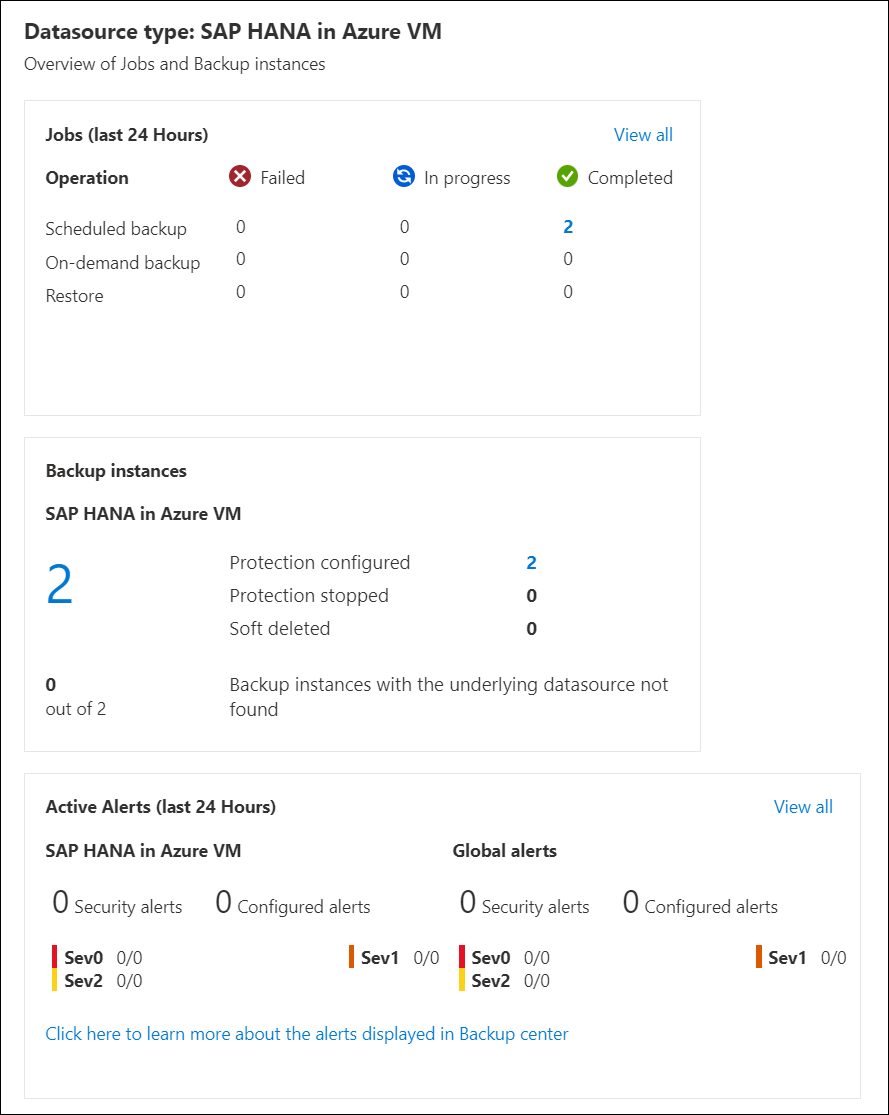 Datasource type: SAP HANA in Azure VM
Overview of Jobs and Backup instances
Jobs (last 24 Hours) View all
Operation Failed In progress Completed
Scheduled backup 0 0 2
On-demand backup 0 0 0
Restore 0 0 0
Backup instances
SAP HANA in Azure VM
2
Protection configured 2
Protection stopped 0
Soft deleted 0
0
out of 2
Backup instances with the underlying datasource not
found
Active Alerts (last 24 Hours) View all
SAP HANA in Azure VM Global alerts
0 Security alerts 0 Configured alerts 0 Security alerts 0 Configured alerts
Sev0 0/0 Sev1 0/0 Sev0 0/0 Sev1 0/0
Sev2 0/0 Sev2 0/0
Click here to learn more about the alerts displayed in Backup center